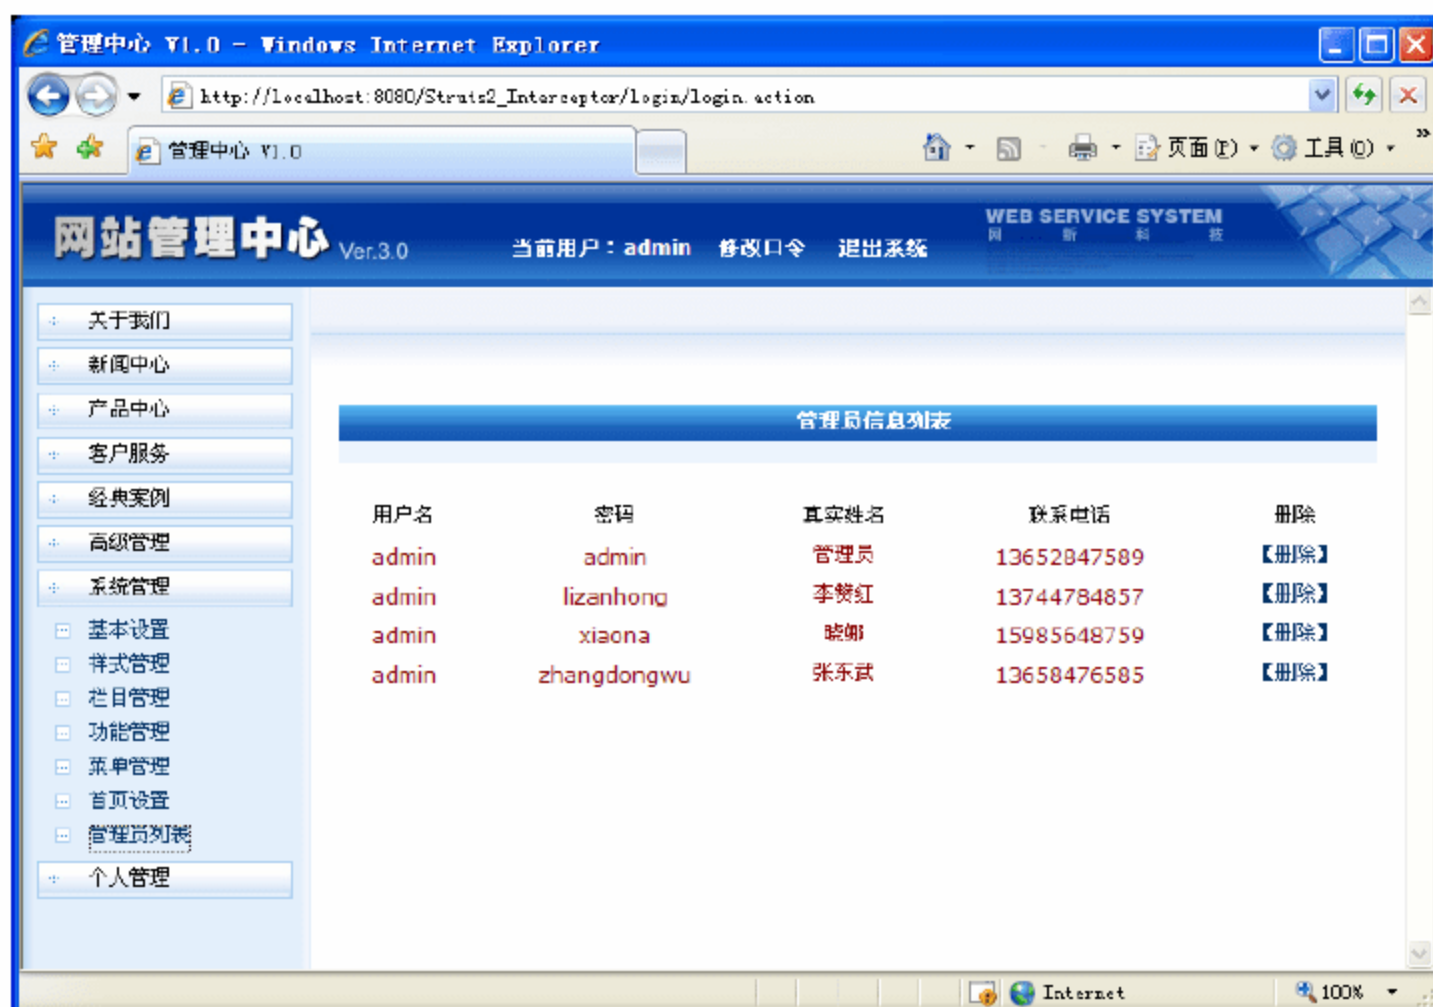 管理中心 V1.0 - Windows Internet Explorer
http://localhost:8080/Struts2_Interceptor/login/login.action
管理中心 V1.0
页面(P)
工具(O)
»
网站管理中心 Ver.3.0
当前用户：admin 修改口令 退出系统
WEB SERVICE SYSTEM
网 新 科 技
关于我们
新闻中心
产品中心
客户服务
经典案例
高级管理
系统管理
基本设置
样式管理
栏目管理
功能管理
菜单管理
首页设置
管理员列表
个人管理
管理员信息列表
用户名 密码 真实姓名 联系电话 删除
admin admin 管理员 13652847589 【删除】
admin lizanhong 李赞红 13744784857 【删除】
admin xiaona 晓娜 15985648759 【删除】
admin zhangdongwu 张东武 13658476585 【删除】
Internet
100%